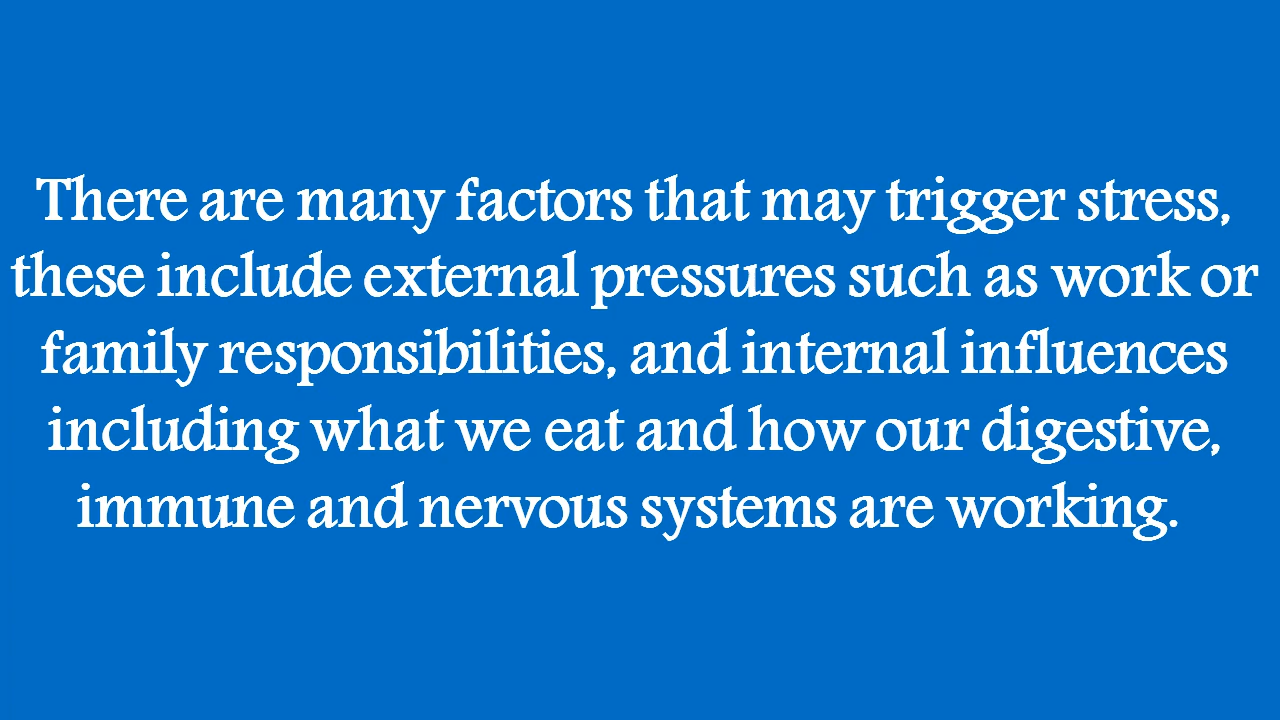 There are many factors that may trigger stress,
these include external pressures such as work or
family responsibilities, and internal influences
including what we eat and how our digestive,
immune and nervous systems are working.